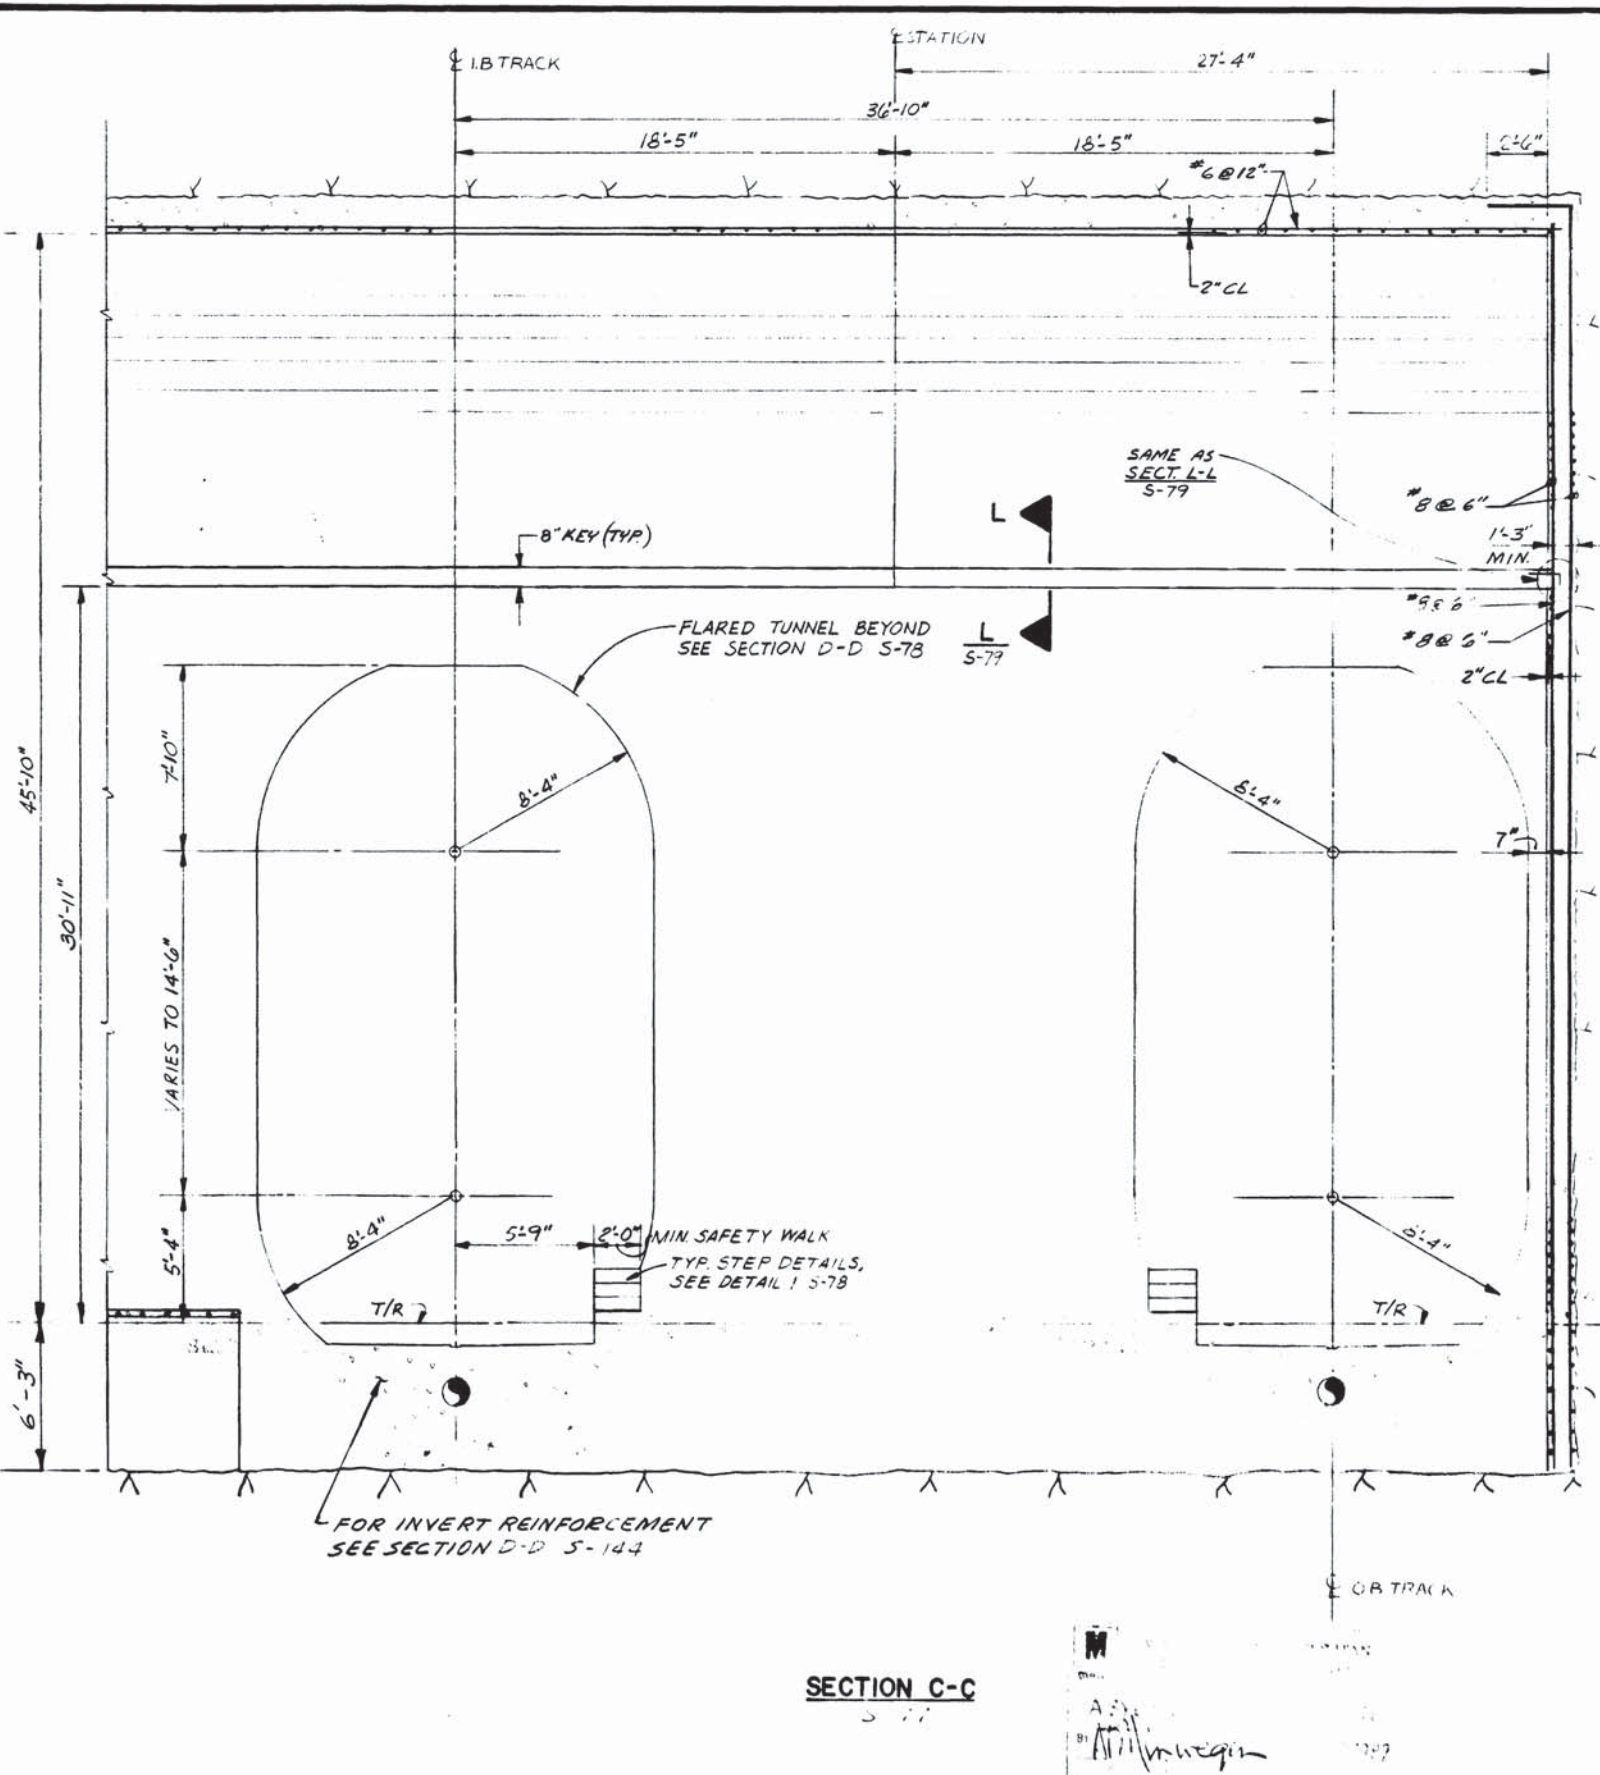 ℄ STATION
℄ I.B TRACK
27'-4"
36'-10"
18'-5"
18'-5"
2'-6"
#6@12"
2" CL
SAME AS
SECT. L-L
S-79
L
#8@6"
8" KEY (TYP.)
1'-3"
MIN.
#8@6"
FLARED TUNNEL BEYOND
SEE SECTION D-D S-78
L
S-79
2" CL
45'-10"
7'-10"
8'-4"
8'-4"
7"
30'-11"
VARIES TO 14'-6"
5'-4"
8'-4"
5'-9"
2'-0"
MIN. SAFETY WALK
TYP. STEP DETAILS,
SEE DETAIL 1 S-78
8'-4"
T/R
T/R
6'-3"
FOR INVERT REINFORCEMENT
SEE SECTION D-D S-144
℄ OB TRACK
M
SECTION C-C